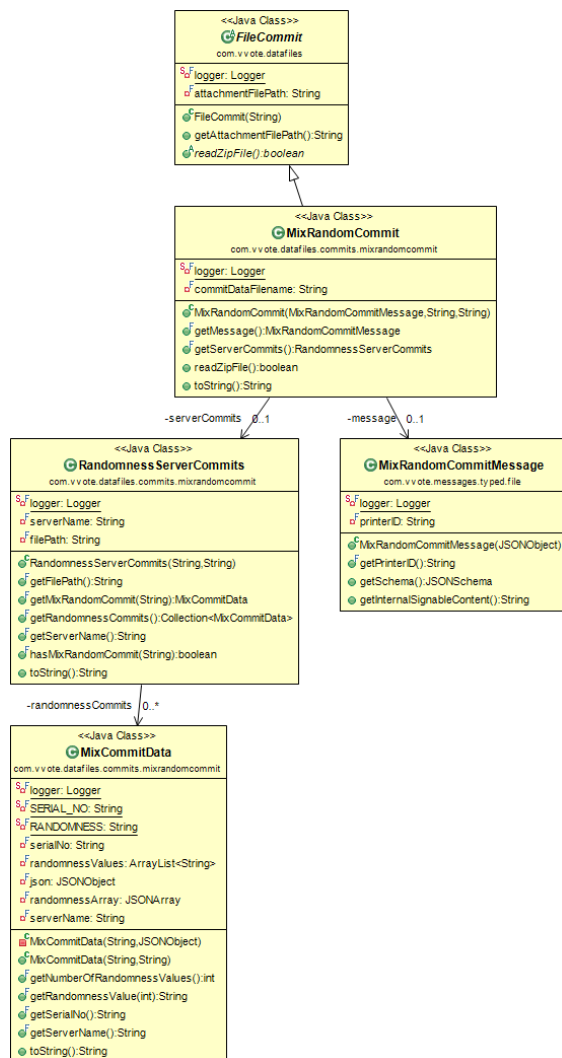 <<Java Class>>
FileCommit
com.vvote.datafiles
logger: Logger
attachmentFilePath: String
FileCommit(String)
getAttachmentFilePath():String
readZipFile():boolean
<<Java Class>>
MixRandomCommit
com.vvote.datafiles.commits.mixrandomcommit
logger: Logger
commitDataFilename: String
MixRandomCommit(MixRandomCommitMessage,String,String)
getMessage():MixRandomCommitMessage
getServerCommits():RandomnessServerCommits
readZipFile():boolean
toString():String
-serverCommits 0..1
-message 0..1
<<Java Class>>
RandomnessServerCommits
com.vvote.datafiles.commits.mixrandomcommit
logger: Logger
serverName: String
filePath: String
RandomnessServerCommits(String,String)
getFilePath():String
getMixRandomCommit(String):MixCommitData
getRandomnessCommits():Collection<MixCommitData>
getServerName():String
hasMixRandomCommit(String):boolean
toString():String
<<Java Class>>
MixRandomCommitMessage
com.vvote.messages.typed.file
logger: Logger
printerID: String
MixRandomCommitMessage(JSONObject)
getPrinterID():String
getSchema():JSONSchema
getInternalSignableContent():String
-randomnessCommits 0..*
<<Java Class>>
MixCommitData
com.vvote.datafiles.commits.mixrandomcommit
logger: Logger
SERIAL_NO: String
RANDOMNESS: String
serialNo: String
randomnessValues: ArrayList<String>
json: JSONObject
randomnessArray: JSONArray
serverName: String
MixCommitData(String,JSONObject)
MixCommitData(String,String)
getNumberOfRandomnessValues():int
getRandomnessValue(int):String
getSerialNo():String
getServerName():String
toString():String